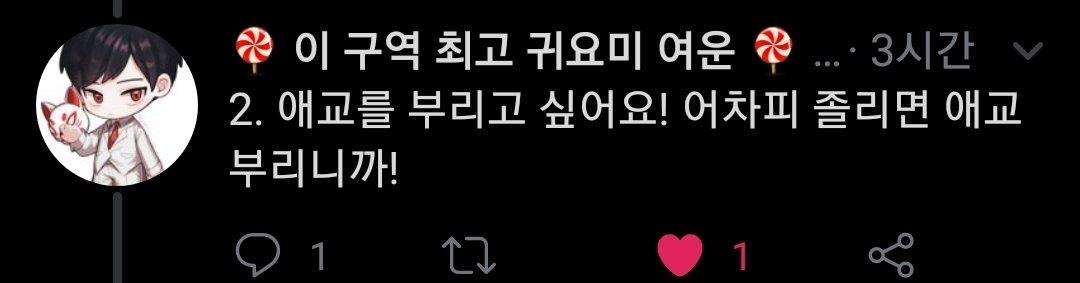 🍭 이 구역 최고 귀요미 여운 🍭 ... · 3시간
2. 애교를 부리고 싶어요! 어차피 졸리면 애교
부리니까!
1 1